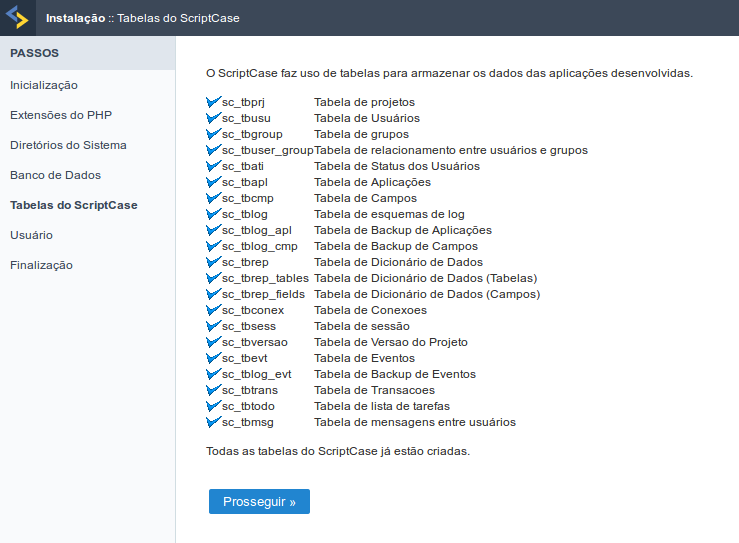 Instalação :: Tabelas do ScriptCase
PASSOS
Inicialização
Extensões do PHP
Diretórios do Sistema
Banco de Dados
Tabelas do ScriptCase
Usuário
Finalização
O ScriptCase faz uso de tabelas para armazenar os dados das aplicações desenvolvidas.
sc_tbprj Tabela de projetos
sc_tbusu Tabela de Usuários
sc_tbgroup Tabela de grupos
sc_tbuser_group Tabela de relacionamento entre usuários e grupos
sc_tbati Tabela de Status dos Usuários
sc_tbapl Tabela de Aplicações
sc_tbcmp Tabela de Campos
sc_tblog Tabela de esquemas de log
sc_tblog_apl Tabela de Backup de Aplicações
sc_tblog_cmp Tabela de Backup de Campos
sc_tbrep Tabela de Dicionário de Dados
sc_tbrep_tables Tabela de Dicionário de Dados (Tabelas)
sc_tbrep_fields Tabela de Dicionário de Dados (Campos)
sc_tbconex Tabela de Conexoes
sc_tbsess Tabela de sessão
sc_tbversao Tabela de Versao do Projeto
sc_tbevt Tabela de Eventos
sc_tblog_evt Tabela de Backup de Eventos
sc_tbtrans Tabela de Transacoes
sc_tbtodo Tabela de lista de tarefas
sc_tbmsg Tabela de mensagens entre usuários
Todas as tabelas do ScriptCase já estão criadas.
Prosseguir »